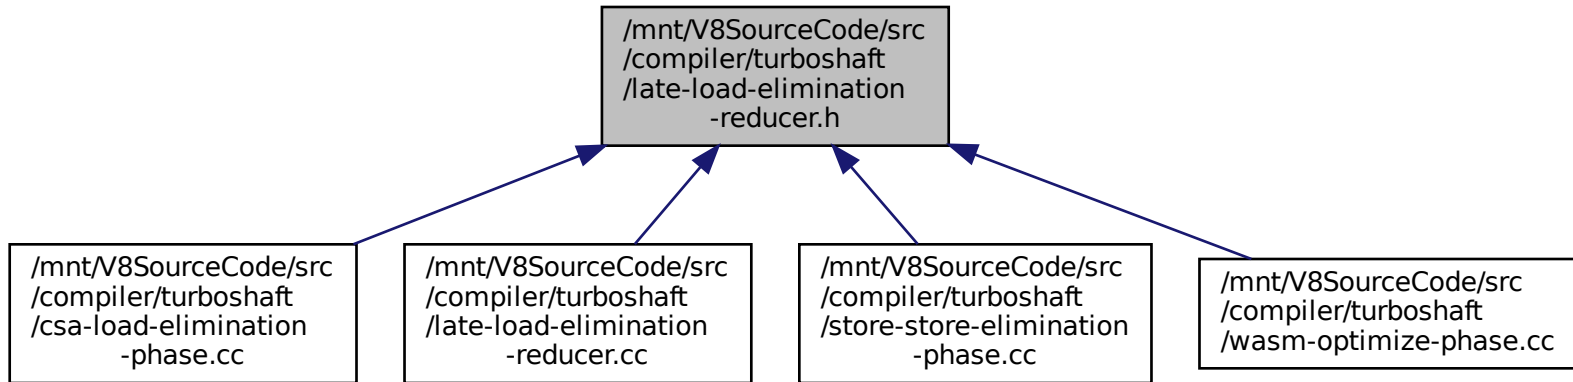 /mnt/V8SourceCode/src
/compiler/turboshaft
/late-load-elimination
-reducer.h
/mnt/V8SourceCode/src
/compiler/turboshaft
/csa-load-elimination
-phase.cc
/mnt/V8SourceCode/src
/compiler/turboshaft
/late-load-elimination
-reducer.cc
/mnt/V8SourceCode/src
/compiler/turboshaft
/store-store-elimination
-phase.cc
/mnt/V8SourceCode/src
/compiler/turboshaft
/wasm-optimize-phase.cc